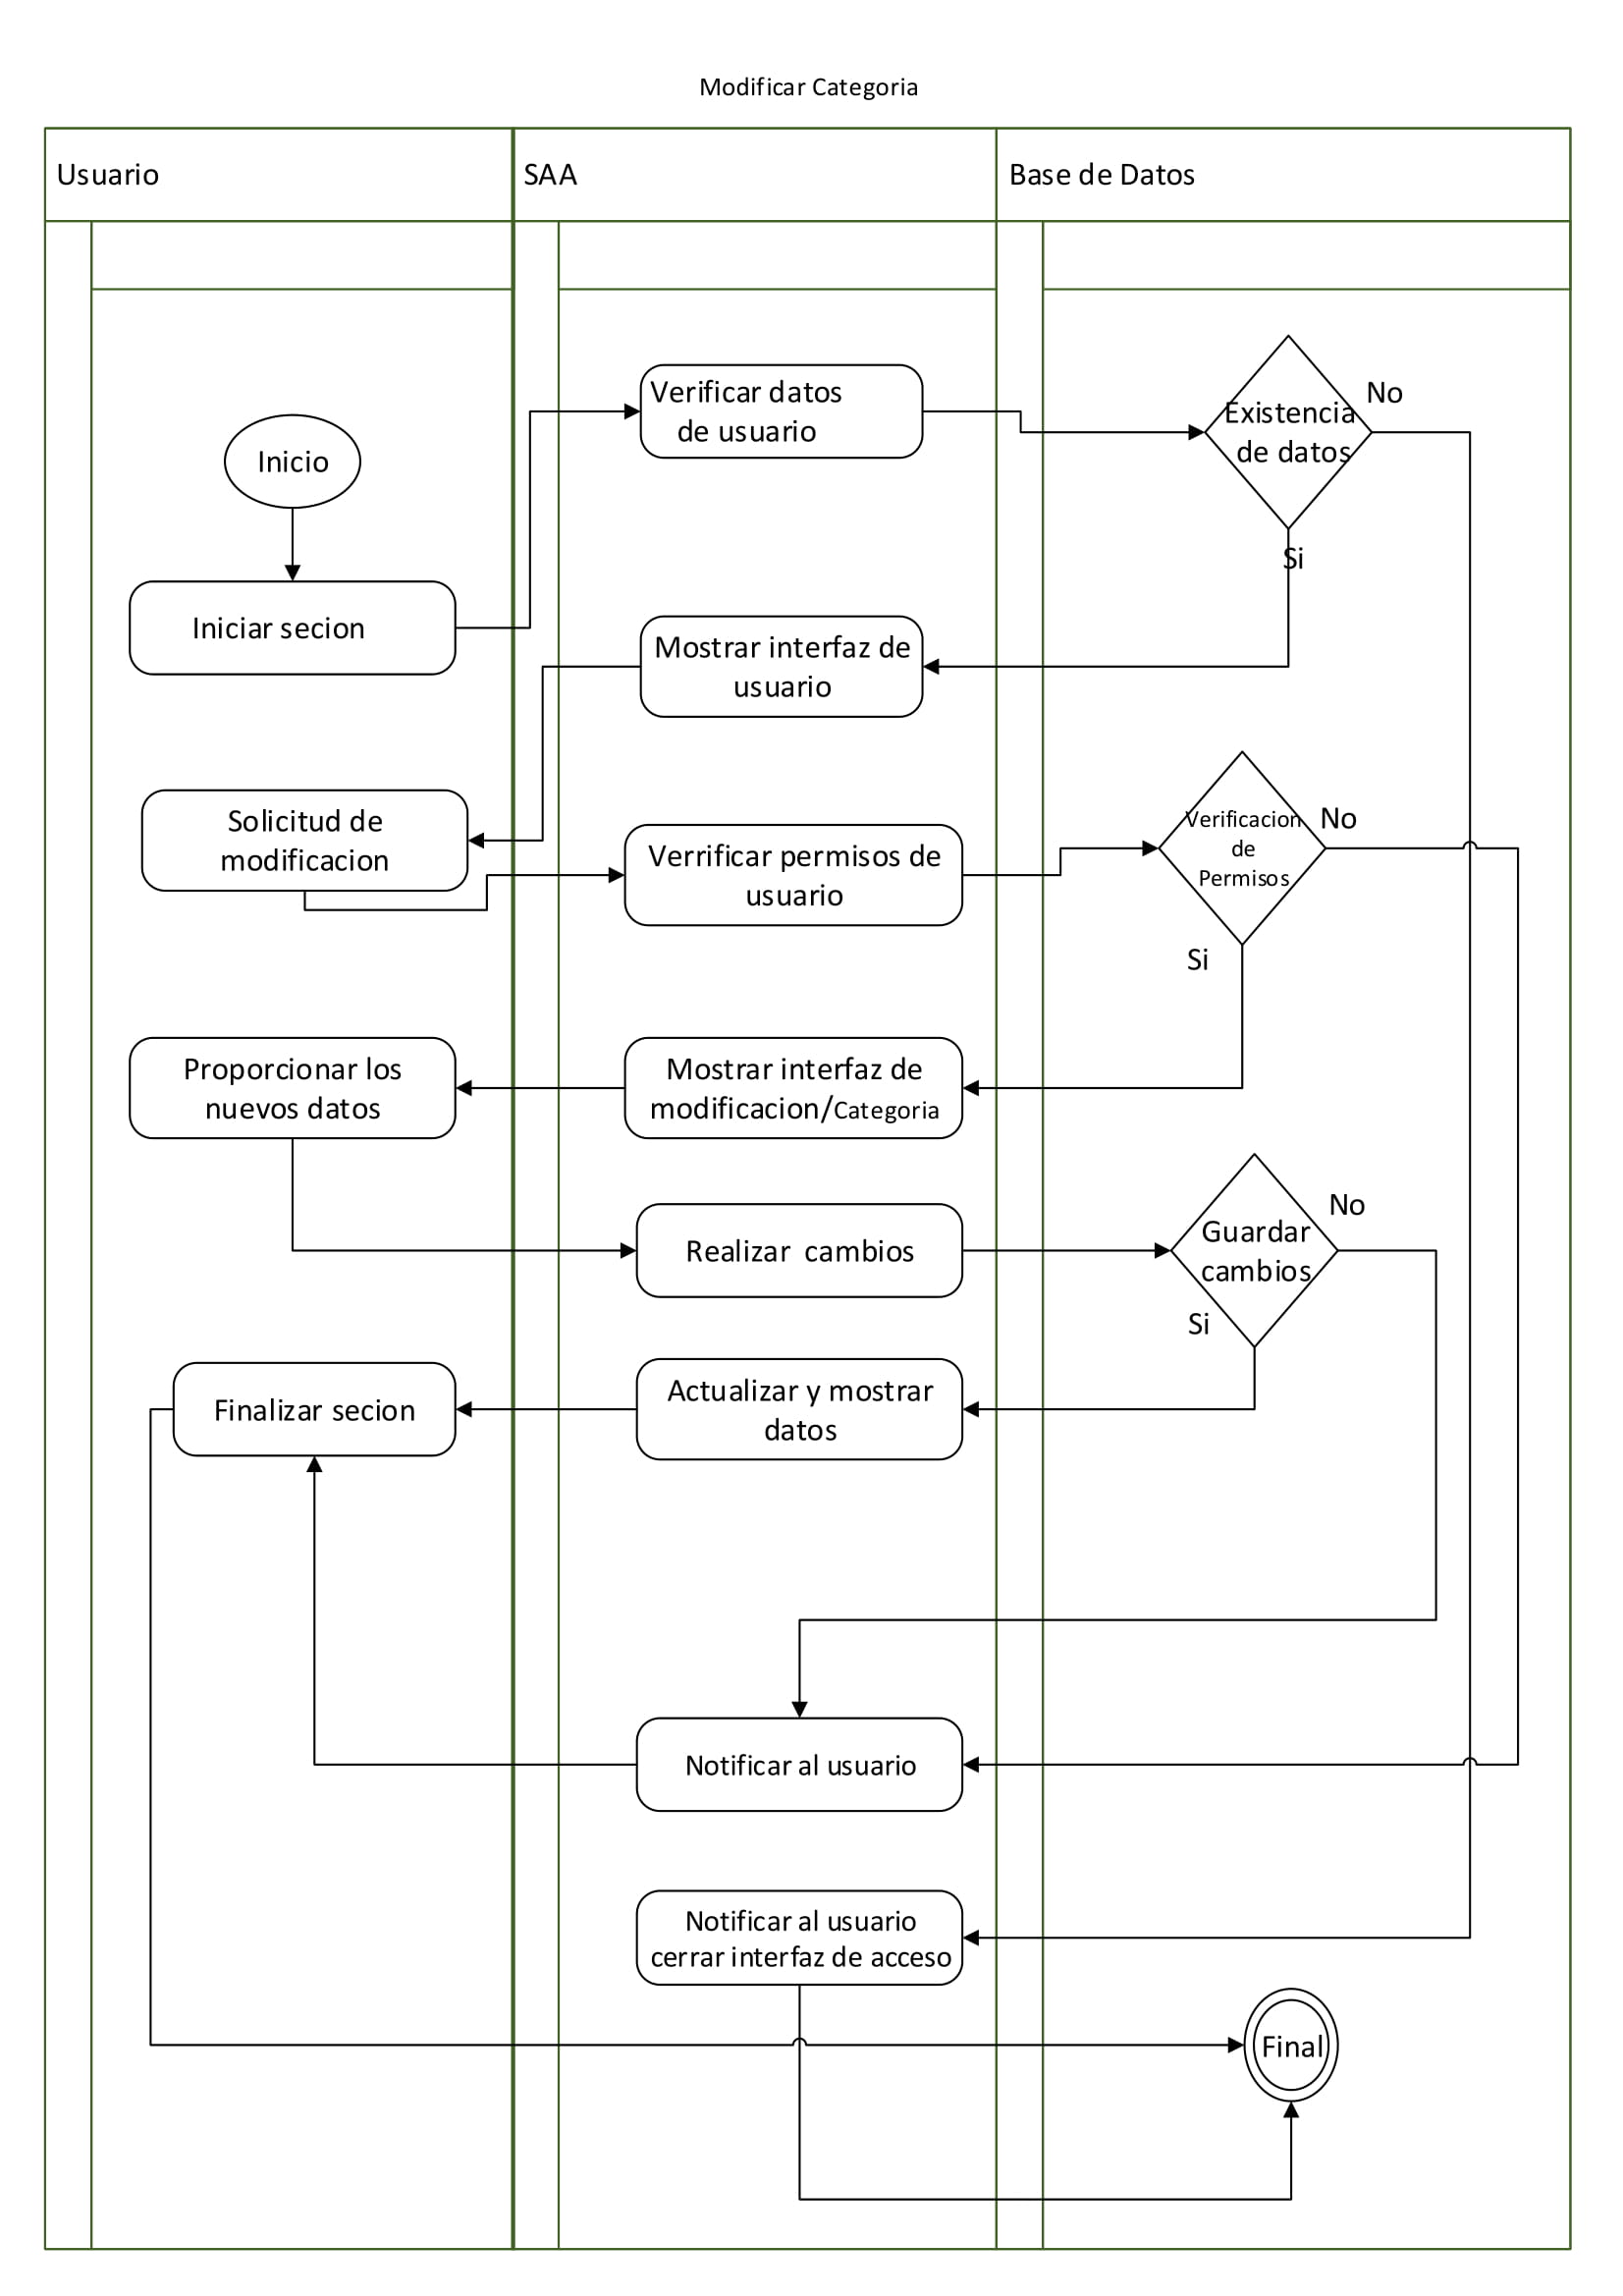 Modificar Categoria
Usuario
SAA
Base de Datos
Verificar datos
de usuario
Existencia
de datos
No
Inicio
Si
Iniciar secion
Mostrar interfaz de
usuario
Solicitud de
modificacion
Verrificar permisos de
usuario
Verificacion
de
Permisos
No
Si
Proporcionar los
nuevos datos
Mostrar interfaz de
modificacion/Categoria
No
Realizar cambios
Guardar
cambios
Si
Finalizar secion
Actualizar y mostrar
datos
Notificar al usuario
Notificar al usuario
cerrar interfaz de acceso
Final